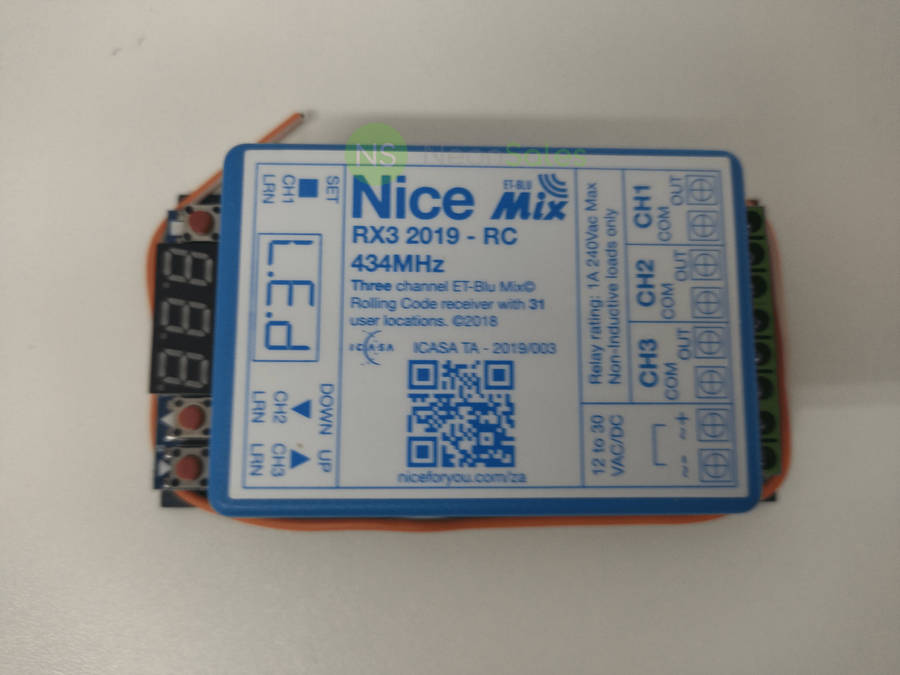 NS NeonSales
SET
CH1
LRN
L.E.d
DOWN UP
CH2 CH3
LRN LRN
Nice ET-BLU Mix
RX3 2019 - RC
434MHz
Three channel ET-Blu Mix©
Rolling Code receiver with 31
user locations. ©2018
ICASA ICASA TA - 2019/003
niceforyou.com/za
Relay rating: 1A 240Vac Max
Non-Inductive loads only
12 to 30
VAC/DC
CH1
COM OUT
CH2
COM OUT
CH3
COM OUT
~- ~+
8.8.8